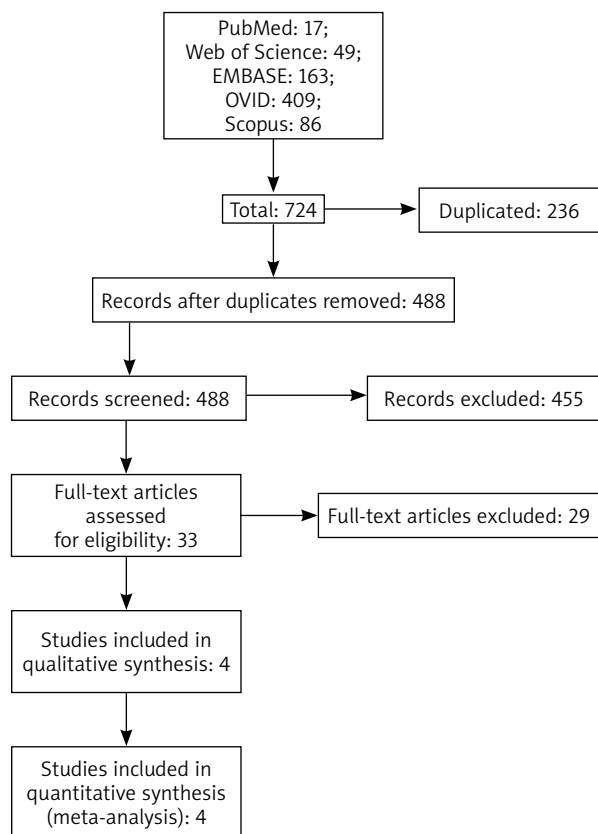 PubMed: 17;
Web of Science: 49;
EMBASE: 163;
OVID: 409;
Scopus: 86
Total: 724
Duplicated: 236
Records after duplicates removed: 488
Records screened: 488
Records excluded: 455
Full-text articles
assessed
for eligibility: 33
Full-text articles excluded: 29
Studies included in
qualitative synthesis: 4
Studies included in
quantitative synthesis
(meta-analysis): 4